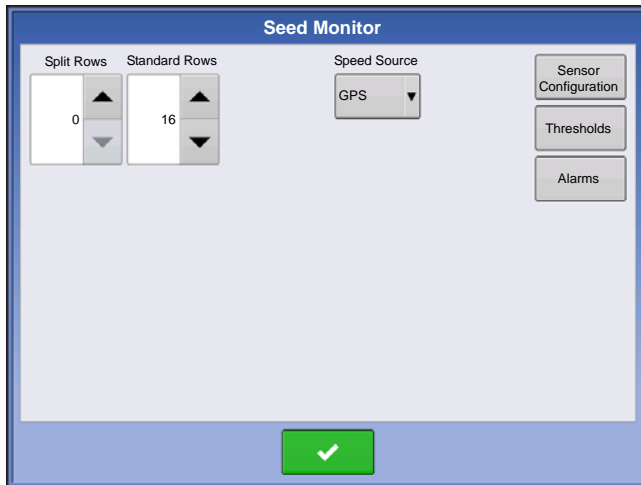 Seed Monitor
Split Rows
Standard Rows
Speed Source
0
16
GPS
Sensor
Configuration
Thresholds
Alarms